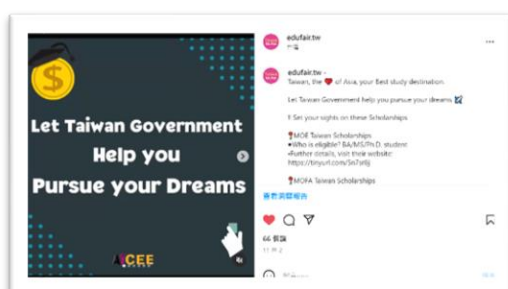 Let Taiwan Government
Help you
Pursue your Dreams
edufair.tw
edufair.tw •
Taiwan, the ❤️ of Asia, your Best study destination.
Let Taiwan Government help you pursue your dreams
! Set your sights on these Scholarships
📍MOE Taiwan Scholarships
•Who is eligible? BA/MS/Ph.D. student
•Further details, visit their website:
📍MOFA Taiwan Scholarships
66 個讚